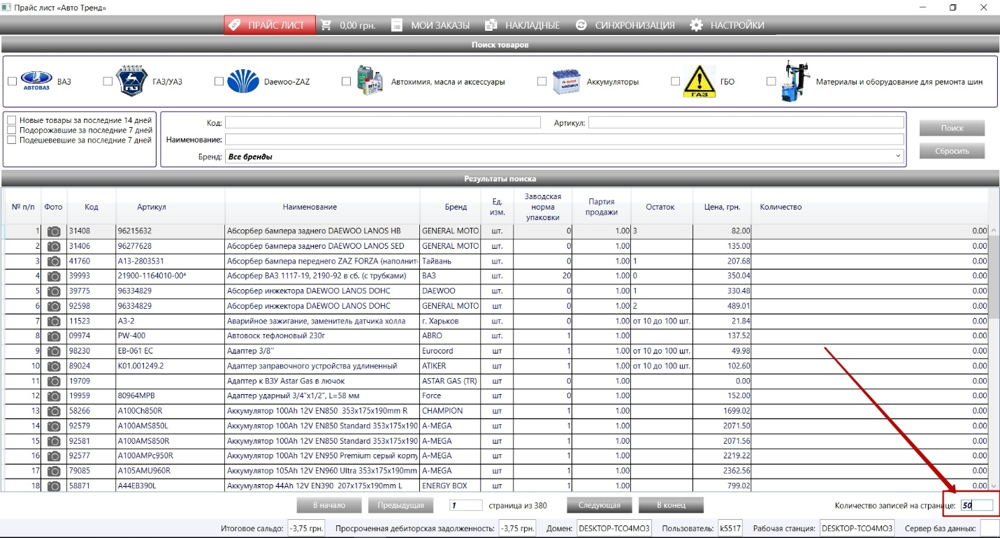 Прайс лист «Авто Тренд»
ПРАЙС ЛИСТ 0,00 грн. МОИ ЗАКАЗЫ НАКЛАДНЫЕ СИНХРОНИЗАЦИЯ НАСТРОЙКИ
Поиск товаров
АВТОВАЗ ВАЗ ГАЗ ГАЗ/УАЗ Daewoo-ZAZ Автохимия, масла и аксессуары Аккумуляторы ГАЗ ГБО Материалы и оборудование для ремонта шин
Новые товары за последние 14 дней
Подорожавшие за последние 7 дней
Подешевевшие за последние 7 дней
Код: Артикул: Поиск
Наименование:
Бренд: Все бренды Сбросить
Результаты поиска
№ п/п Фото Код Артикул Наименование Бренд Ед. изм. Заводская норма упаковки Партия продажи Остаток Цена, грн. Количество
1 31408 96215632 Абсорбер бампера заднего DAEWOO LANOS HB GENERAL MOTO шт. 0 1.00 3 82.00 0.00
2 31406 96277628 Абсорбер бампера заднего DAEWOO LANOS SED GENERAL MOTO шт. 0 1.00 135.00 0.00
3 41760 A13-2803531 Абсорбер бампера переднего ZAZ FORZA (наполнит Тайвань шт. 0 1.00 1 207.68 0.00
4 39993 21900-1164010-00* Абсорбер ВАЗ 1117-19, 2190-92 в сб. (с трубками) ВАЗ шт. 20 1.00 0 350.04 0.00
5 39775 96334829 Абсорбер инжектора DAEWOO LANOS DOHC DAEWOO шт. 0 1.00 1 330.48 0.00
6 92598 96334829 Абсорбер инжектора DAEWOO LANOS DOHC GENERAL MOTO шт 0 1.00 2 489.01 0.00
7 11523 АЗ-2 Аварийное зажигание, заменитель датчика холла г. Харьков шт. 0 1.00 от 10 до 100 шт. 21.84 0.00
8 09974 PW-400 Автовоск тефлоновый 230г ABRO шт. 1 1.00 137.52 0.00
9 98230 EB-061 EC Адаптер 3/8'' Eurocord шт 1 1.00 от 10 до 100 шт. 49.98 0.00
10 89024 K01.001249.2 Адаптер заправочного устройства удлиненный ATIKER шт 1 1.00 от 10 до 100 шт. 102.60 0.00
11 19709 Адаптер к ВЗУ Astar Gas в лючок ASTAR GAS (TR) шт 0 1.00 0.00 0.00
12 19959 80964MPB Адаптер ударный 3/4"x1/2", L=58 мм Force шт 0 1.00 152.00 0.00
13 58266 A100Ch850R Аккумулятор 100Ah 12V EN850 353x175x190mm R CHAMPION шт 1 1.00 1699.02 0.00
14 92579 A100AMS850L Аккумулятор 100Ah 12V EN850 Standard 353x175x190 A-MEGA шт 1 1.00 2071.50 0.00
15 92581 A100AMS850R Аккумулятор 100Ah 12V EN850 Standard 353x175x190 A-MEGA шт 1 1.00 2071.56 0.00
16 92577 A100AMPc950R Аккумулятор 100Ah 12V EN950 Premium серый корпу A-MEGA шт 1 1.00 2219.22 0.00
17 79085 A105AMU960R Аккумулятор 105Ah 12V EN960 Ultra 353x175x190mm A-MEGA шт 1 1.00 2362.56 0.00
18 58871 A44EB390L Аккумулятор 44Ah 12V EN390 207x175x190mm L ENERGY BOX шт 1 1.00 799.02 0.00
В начало Предыдущая 1 страница из 380 Следующая В конец Количество записей на странице: 50
Итоговое сальдо: -3,75 грн. Просроченная дебиторская задолженность: -3,75 грн. Домен: DESKTOP-TCO4MO3 Пользователь: k5517 Рабочая станция: DESKTOP-TCO4MO3 Сервер баз данных: